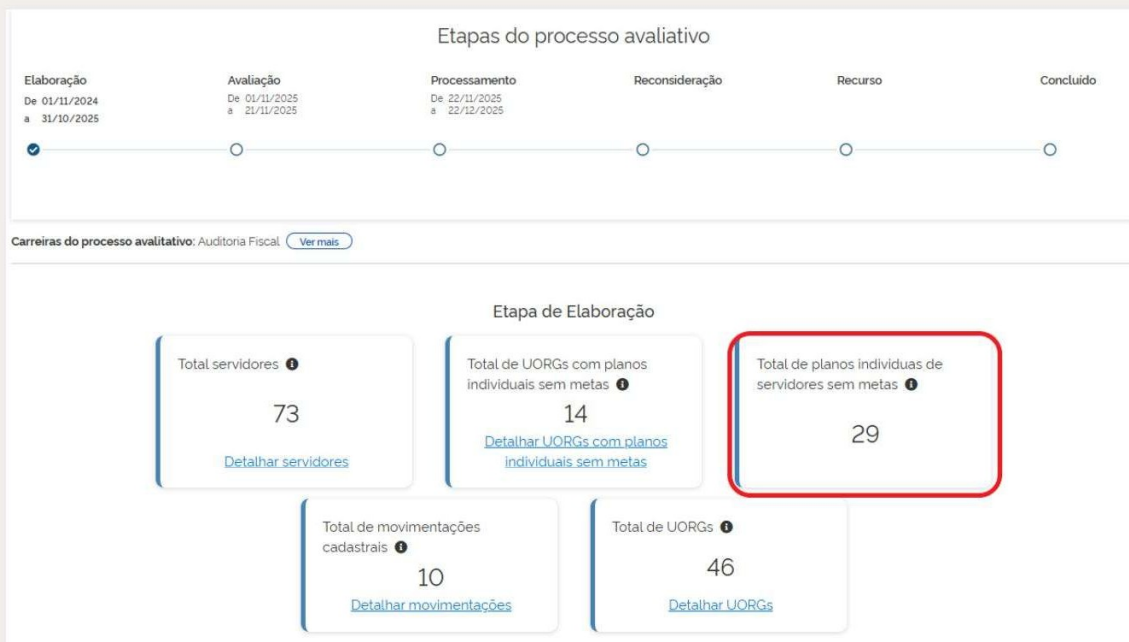 Etapas do processo avaliativo
Elaboração
De 01/11/2024
a 31/10/2025
Avaliação
De 01/11/2025
a 21/11/2025
Processamento
De 22/11/2025
a 22/12/2025
Reconsideração
Recurso
Concluído
Carreiras do processo avalitativo: Auditoria Fiscal Ver mais
Etapa de Elaboração
Total servidores
73
Detalhar servidores
Total de UORGs com planos
individuais sem metas
14
Detalhar UORGs com planos
individuais sem metas
Total de planos individuas de
servidores sem metas
29
Total de movimentações
cadastrais
10
Detalhar movimentações
Total de UORGs
46
Detalhar UORGs